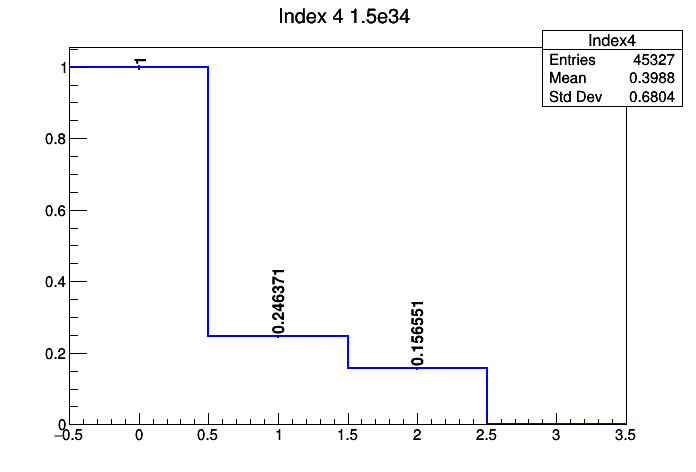 Index 4 1.5e34
Index4
Entries 45327
Mean 0.3988
Std Dev 0.6804
1
0.8
0.6
0.4
0.2
0
1
0.246371
0.156551
−0.5 0 0.5 1 1.5 2 2.5 3 3.5